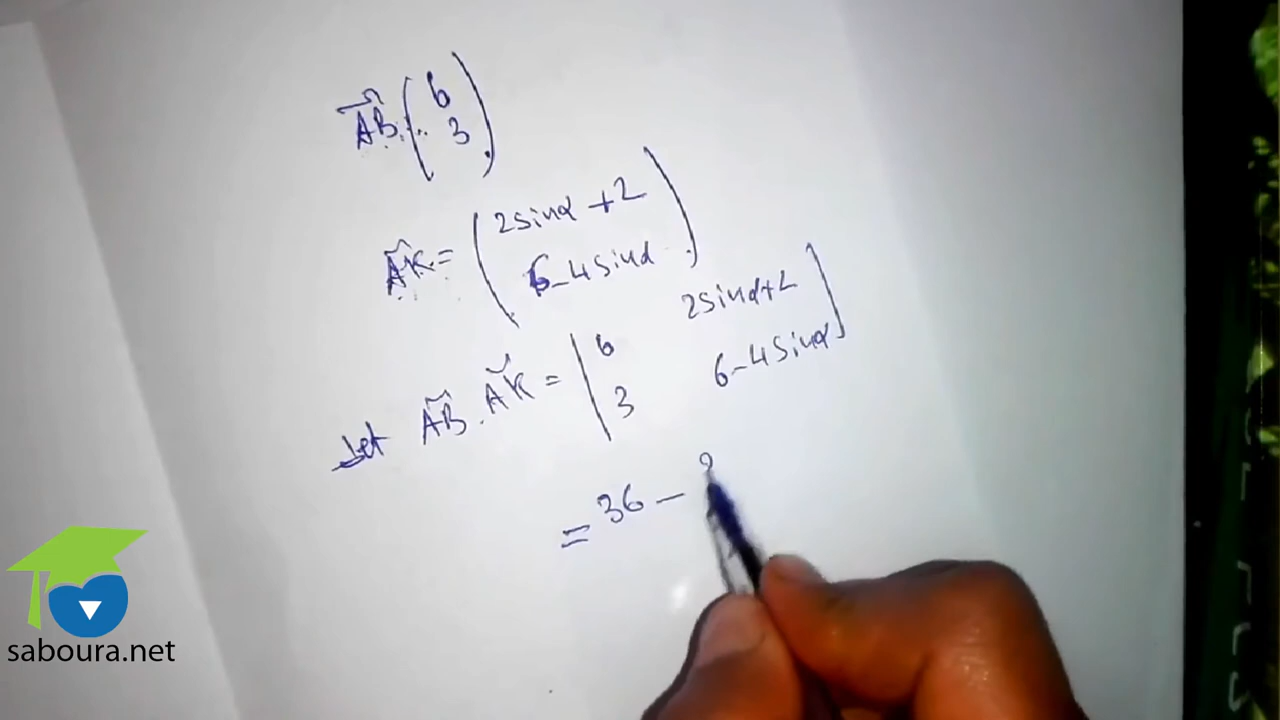 AB (6
3)
AK = (2sinα + 2
6 - 4sinα)
det AB . AK = | 6 2sinα+2 |
| 3 6-4sinα |
= 36 - 2
saboura.net